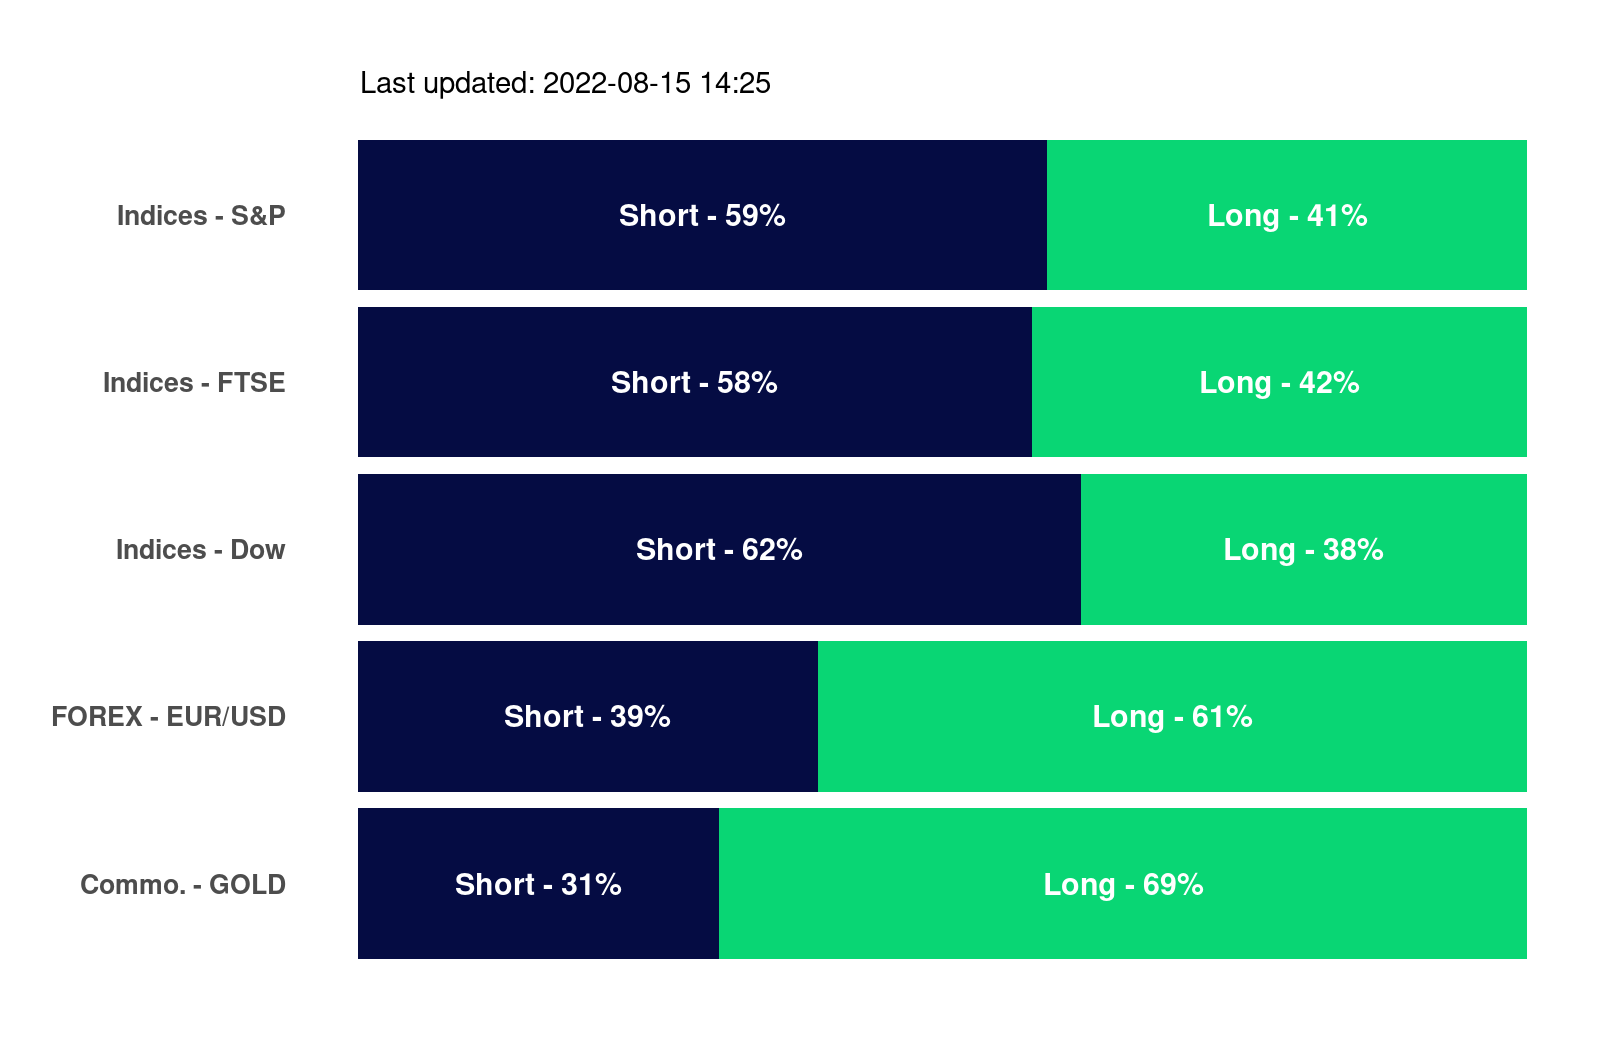 Last updated: 2022-08-15 14:25
Indices - S&P Short - 59% Long - 41%
Indices - FTSE Short - 58% Long - 42%
Indices - Dow Short - 62% Long - 38%
FOREX - EUR/USD Short - 39% Long - 61%
Commo. - GOLD Short - 31% Long - 69%